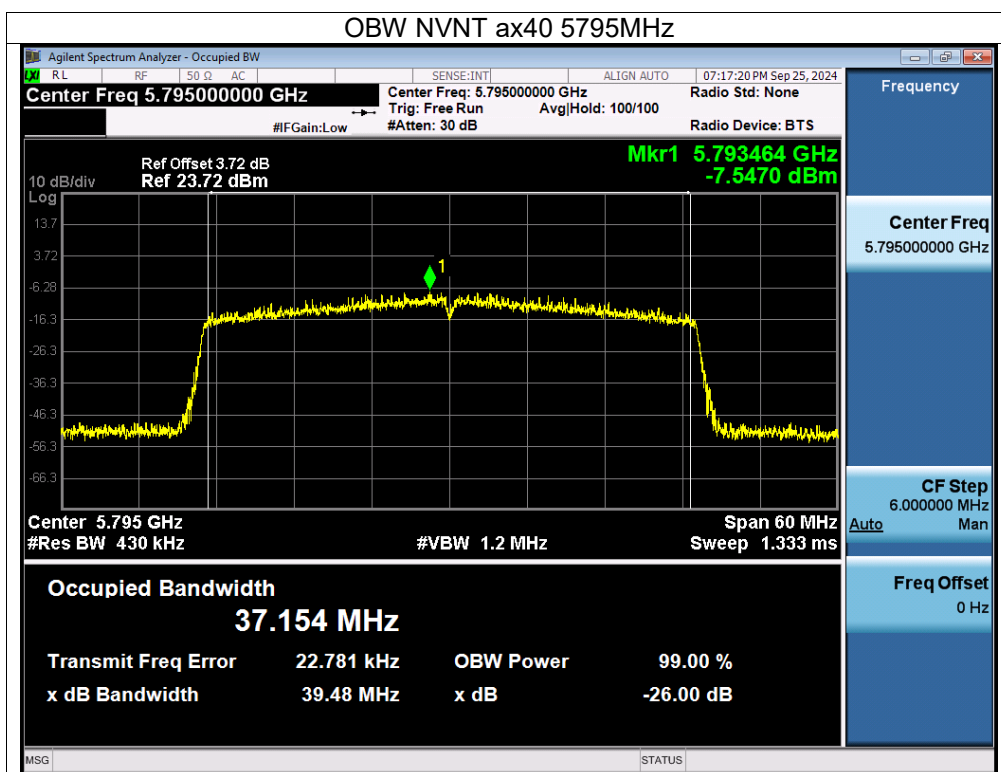 OBW NVNT ax40 5795MHz
Agilent Spectrum Analyzer - Occupied BW
LXI RL RF 50 Ω AC SENSE:INT ALIGN AUTO 07:17:20 PM Sep 25, 2024
Center Freq 5.795000000 GHz
Center Freq: 5.795000000 GHz Radio Std: None
Trig: Free Run Avg|Hold: 100/100
#IFGain:Low #Atten: 30 dB Radio Device: BTS
Mkr1 5.793464 GHz
-7.5470 dBm
Ref Offset 3.72 dB
10 dB/div Ref 23.72 dBm
Log
13.7
3.72
-6.28
-16.3
-26.3
-36.3
-46.3
-56.3
-66.3
1
Center 5.795 GHz Span 60 MHz
#Res BW 430 kHz #VBW 1.2 MHz Sweep 1.333 ms
Occupied Bandwidth
37.154 MHz
Transmit Freq Error 22.781 kHz OBW Power 99.00 %
x dB Bandwidth 39.48 MHz x dB -26.00 dB
Frequency
Center Freq
5.795000000 GHz
CF Step
6.000000 MHz
Auto Man
Freq Offset
0 Hz
MSG STATUS